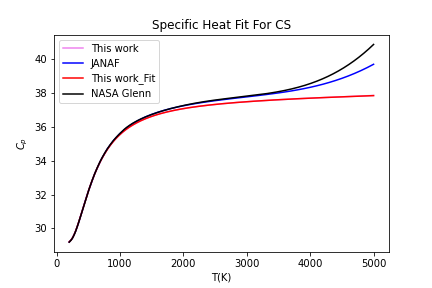 Specific Heat Fit For CS
This work
JANAF
This work_Fit
NASA Glenn
40
38
36
34
32
30
C_p
0 1000 2000 3000 4000 5000
T(K)